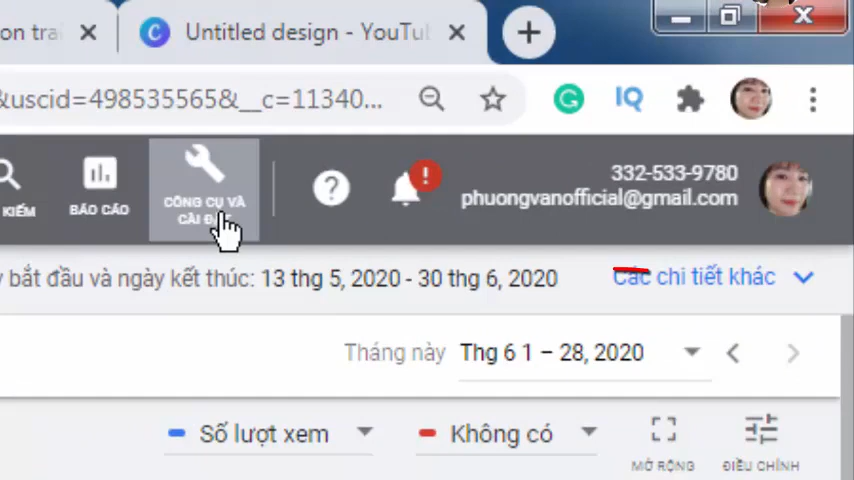 on trai
Untitled design - YouTu
&uscid=498535565&__c=11340...
KIẾM
BÁO CÁO
CÔNG CỤ VÀ
CÀI ĐẶT
332-533-9780
phuongvanofficial@gmail.com
bắt đầu và ngày kết thúc: 13 thg 5, 2020 - 30 thg 6, 2020
Các chi tiết khác
Tháng này
Thg 6 1 – 28, 2020
Số lượt xem
Không có
MỞ RỘNG
ĐIỀU CHỈNH